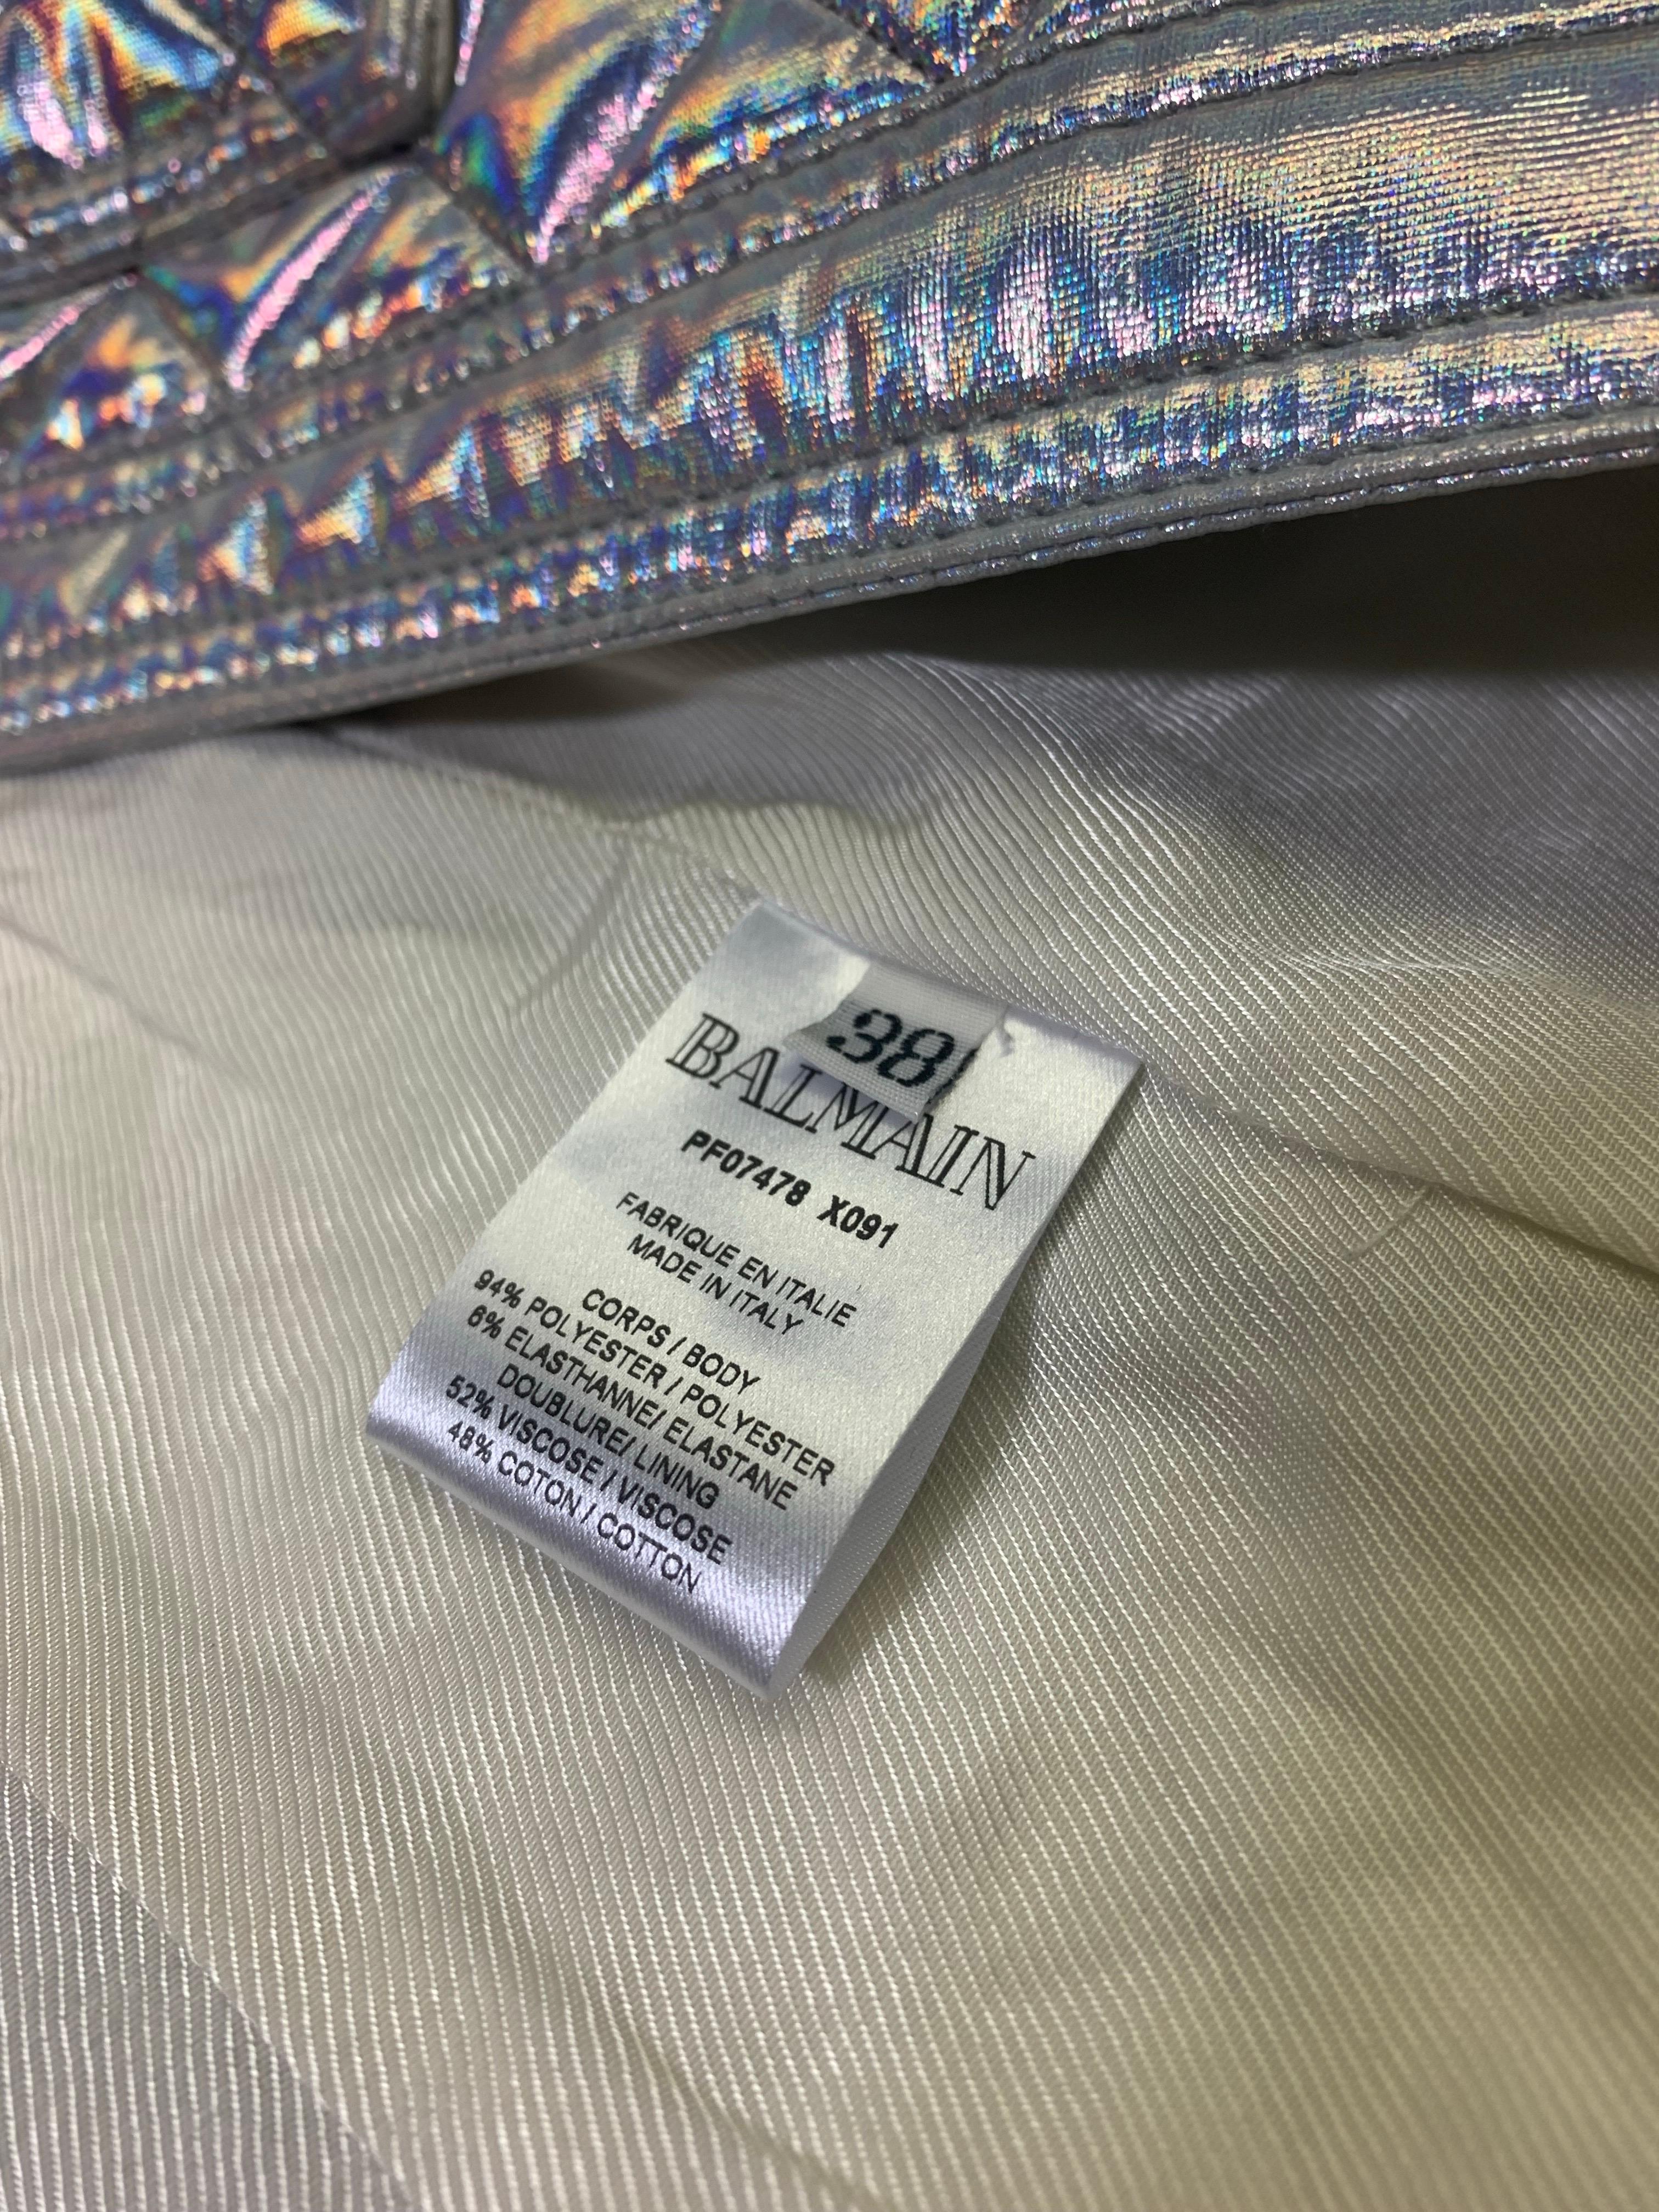 38
BALMAIN
PF07478 X091
FABRIQUE EN ITALIE
MADE IN ITALY
CORPS / BODY
94% POLYESTER / POLYESTER
6% ELASTHANNE/ ELASTANE
DOUBLURE/ LINING
52% VISCOSE / VISCOSE
48% COTON / COTTON